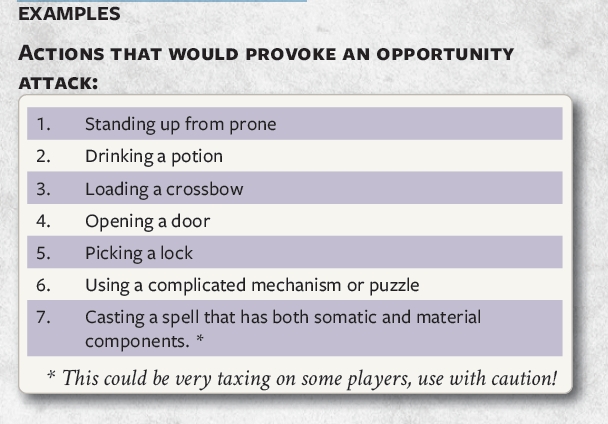 EXAMPLES
Actions that would provoke an opportunity
attack:
1. Standing up from prone
2. Drinking a potion
3. Loading a crossbow
4. Opening a door
5. Picking a lock
6. Using a complicated mechanism or puzzle
7. Casting a spell that has both somatic and material
components. *
* This could be very taxing on some players, use with caution!